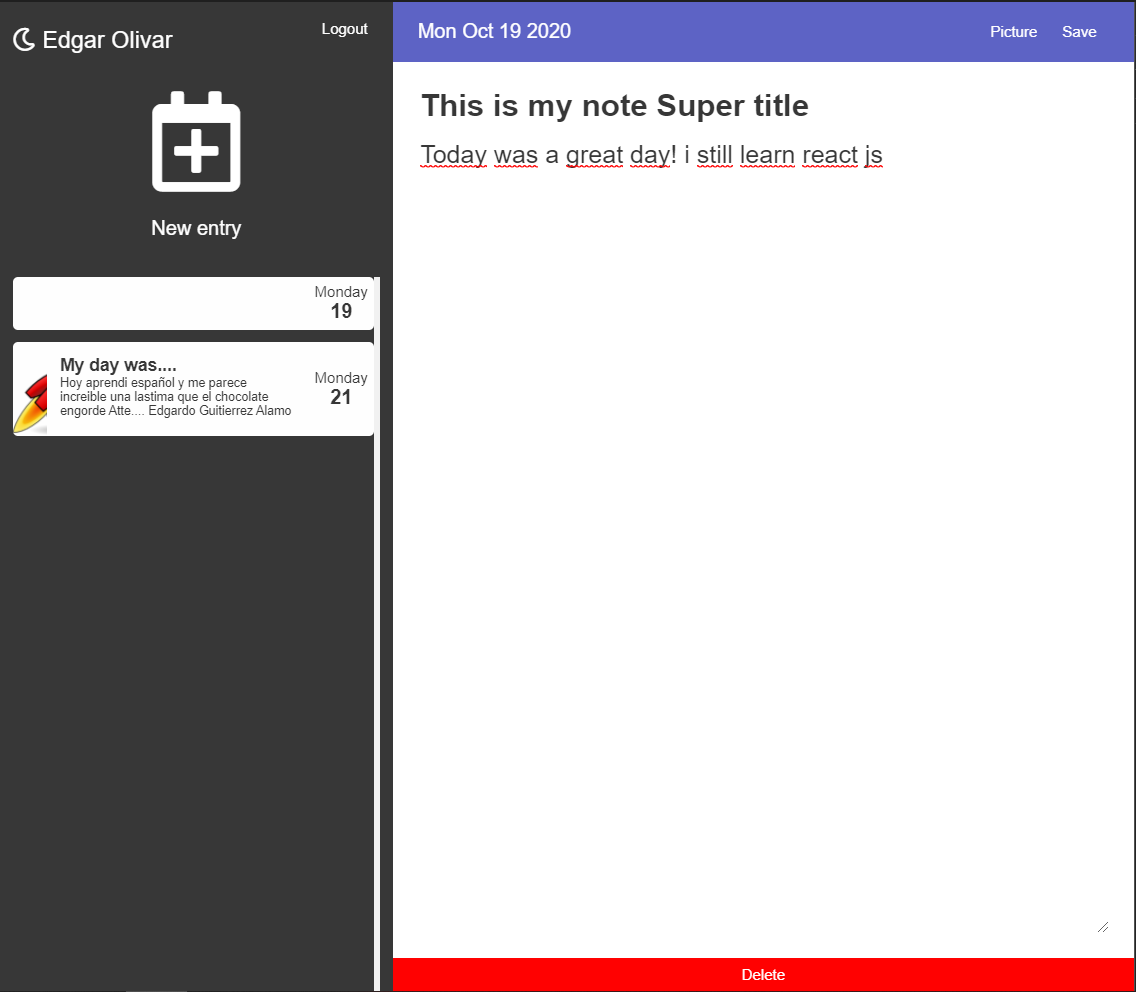 Edgar Olivar
Logout
New entry
Monday
19
My day was....
Hoy aprendi español y me parece
increible una lastima que el chocolate
engorde Atte.... Edgardo Guitierrez Alamo
Monday
21
Mon Oct 19 2020
Picture
Save
This is my note Super title
Today was a great day! i still learn react js
Delete